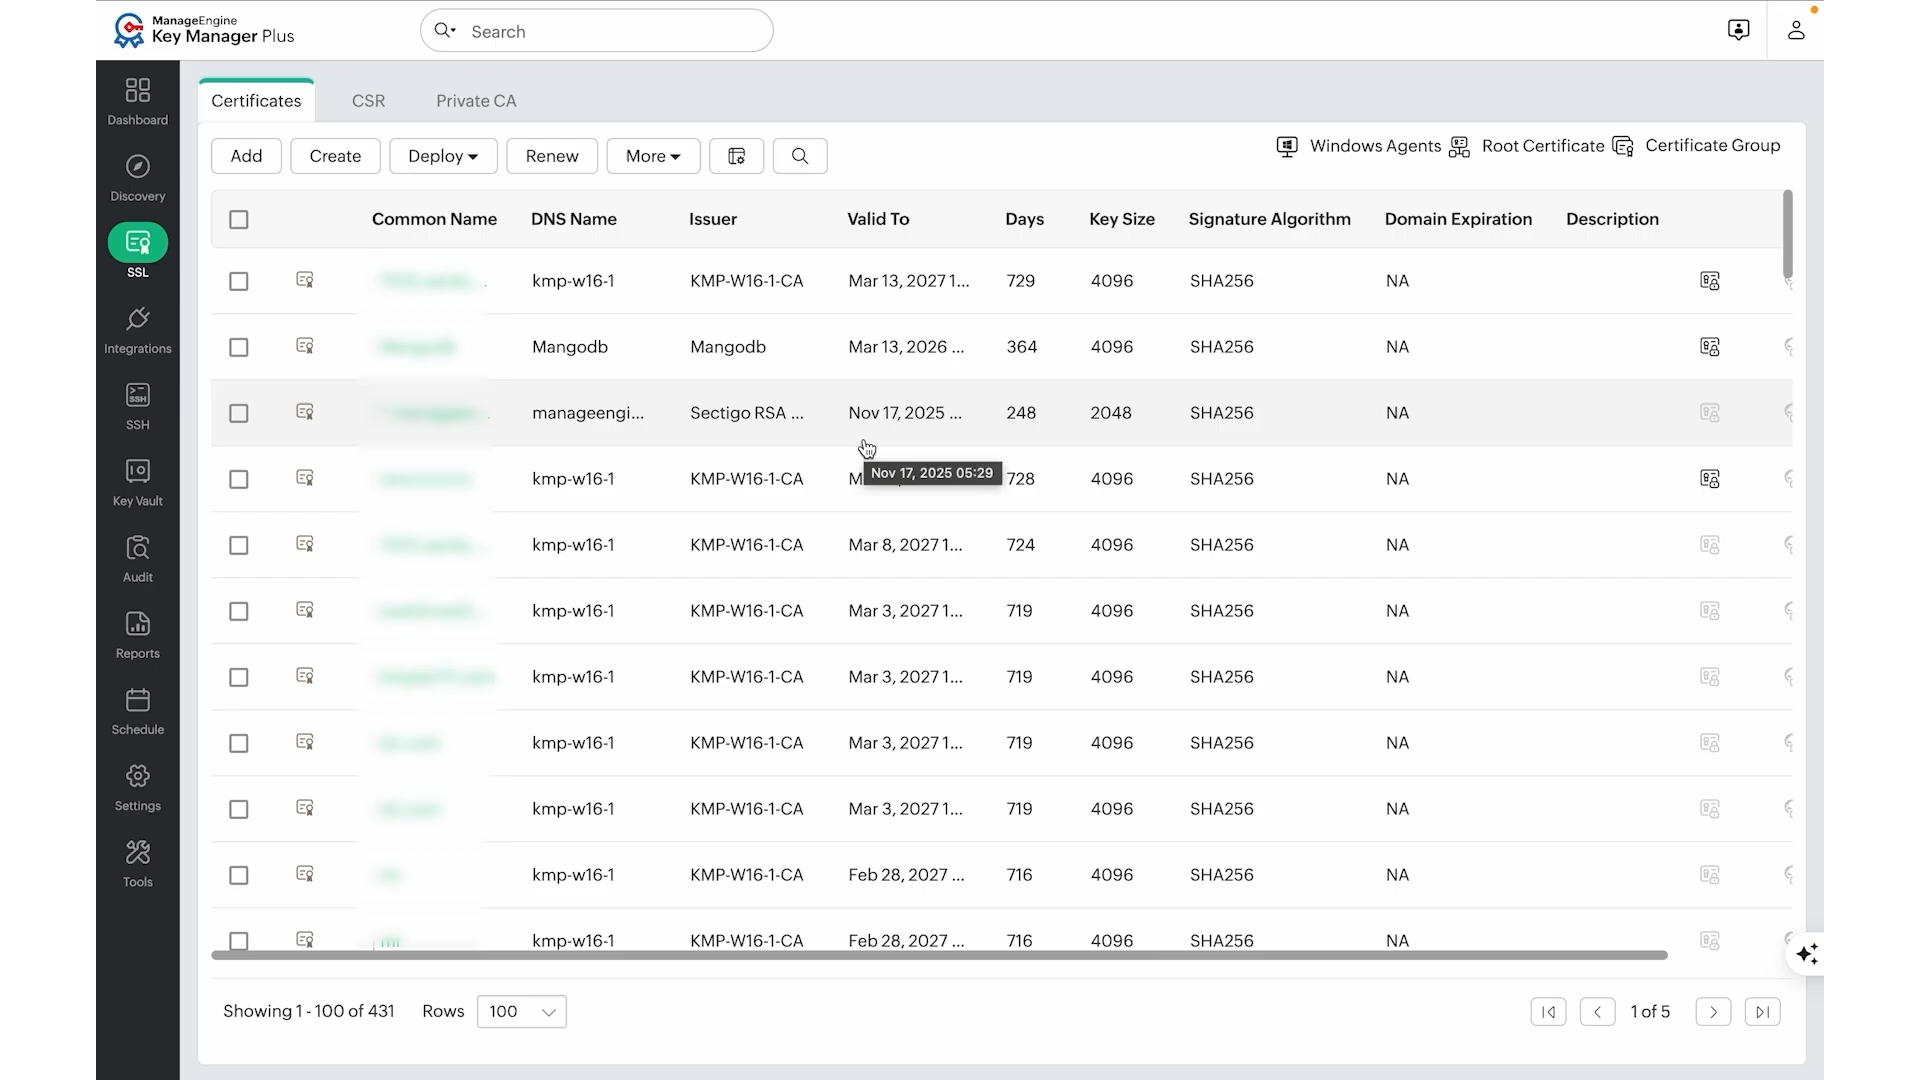 ManageEngine
Key Manager Plus
Search
Dashboard
Discovery
SSL
Integrations
SSH
SSH
Key Vault
Audit
Reports
Schedule
Settings
Tools
Certificates CSR Private CA
Add Create Deploy Renew More
Windows Agents Root Certificate Certificate Group
Common Name DNS Name Issuer Valid To Days Key Size Signature Algorithm Domain Expiration Description
kmp-w16-1 KMP-W16-1-CA Mar 13, 2027 1... 729 4096 SHA256 NA
Mangodb Mangodb Mar 13, 2026 ... 364 4096 SHA256 NA
manageengi... Sectigo RSA ... Nov 17, 2025 ... 248 2048 SHA256 NA
Nov 17, 2025 05:29
kmp-w16-1 KMP-W16-1-CA 728 4096 SHA256 NA
kmp-w16-1 KMP-W16-1-CA Mar 8, 2027 1... 724 4096 SHA256 NA
kmp-w16-1 KMP-W16-1-CA Mar 3, 2027 1... 719 4096 SHA256 NA
kmp-w16-1 KMP-W16-1-CA Mar 3, 2027 1... 719 4096 SHA256 NA
kmp-w16-1 KMP-W16-1-CA Mar 3, 2027 1... 719 4096 SHA256 NA
kmp-w16-1 KMP-W16-1-CA Mar 3, 2027 1... 719 4096 SHA256 NA
kmp-w16-1 KMP-W16-1-CA Feb 28, 2027 ... 716 4096 SHA256 NA
kmp-w16-1 KMP-W16-1-CA Feb 28, 2027 ... 716 4096 SHA256 NA
Showing 1 - 100 of 431 Rows 100 1 of 5